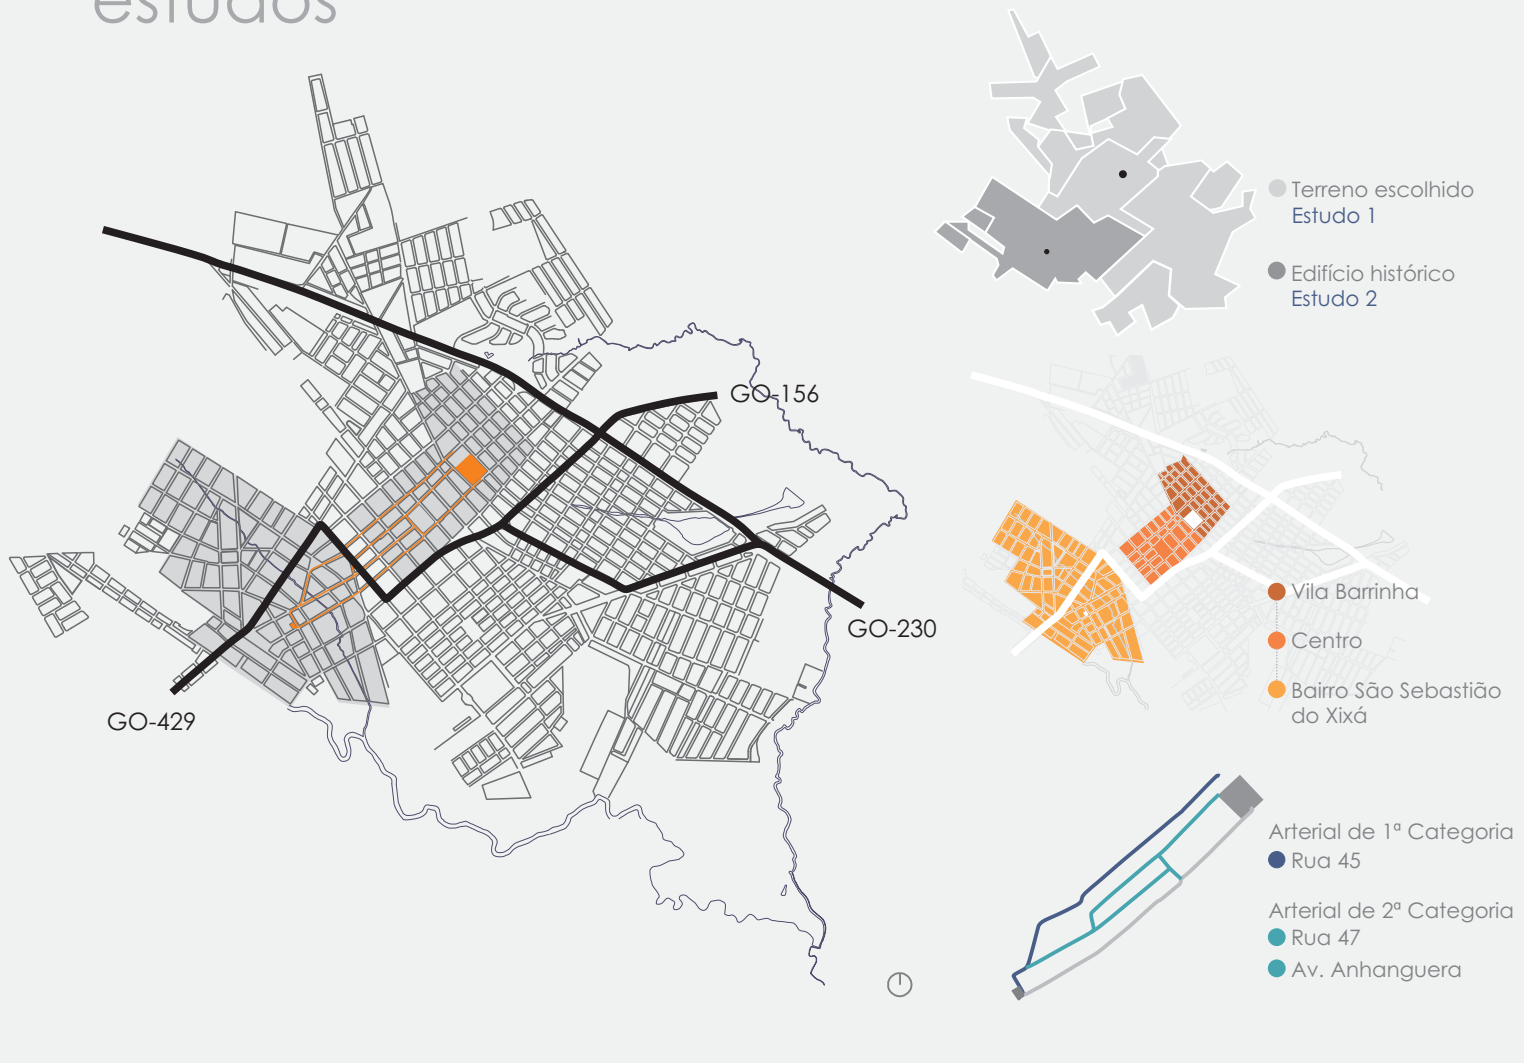 estudos
GO-156
GO-230
GO-429
Terreno escolhido
Estudo 1
Edifício histórico
Estudo 2
Vila Barrinha
Centro
Bairro São Sebastião
do Xixá
Arterial de 1ª Categoria
Rua 45
Arterial de 2ª Categoria
Rua 47
Av. Anhanguera